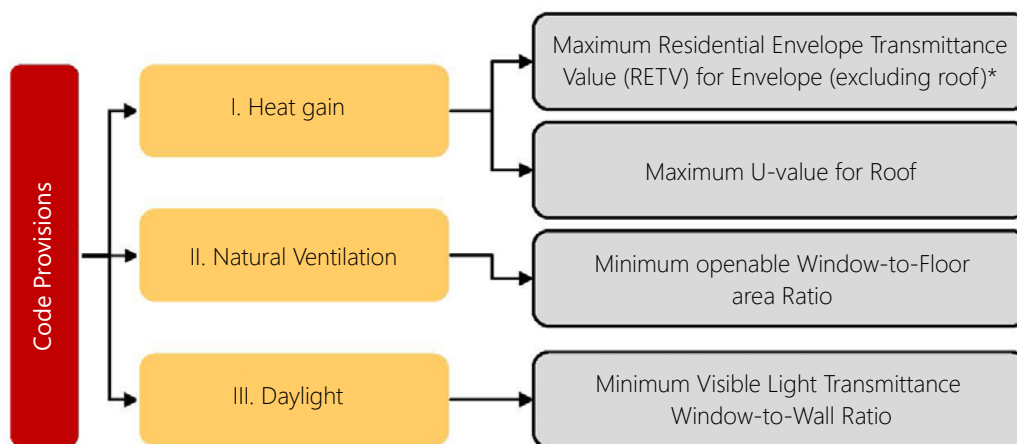 Code Provisions
I. Heat gain
Maximum Residential Envelope Transmittance
Value (RETV) for Envelope (excluding roof)*
Maximum U-value for Roof
II. Natural Ventilation
Minimum openable Window-to-Floor
area Ratio
III. Daylight
Minimum Visible Light Transmittance
Window-to-Wall Ratio